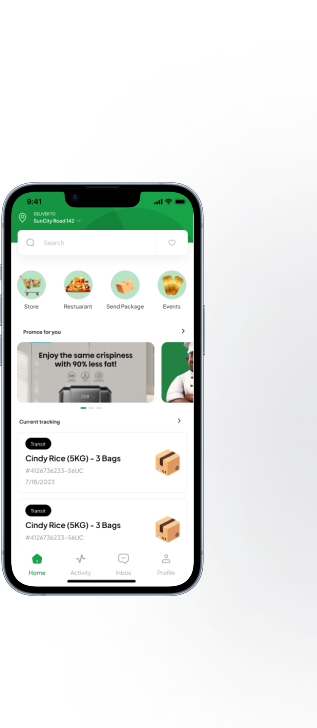 9:41
DELIVER TO
SunCity Road 142
Search
Store
Restuarant
Send Package
Events
Promos for you
Enjoy the same crispiness
with 90% less fat!
Current tracking
Transit
Cindy Rice (5KG) - 3 Bags
#4126736233-56UC
7/18/2023
Transit
Cindy Rice (5KG) - 3 Bags
#4126736233-56UC
Home
Activity
Inbox
Profile